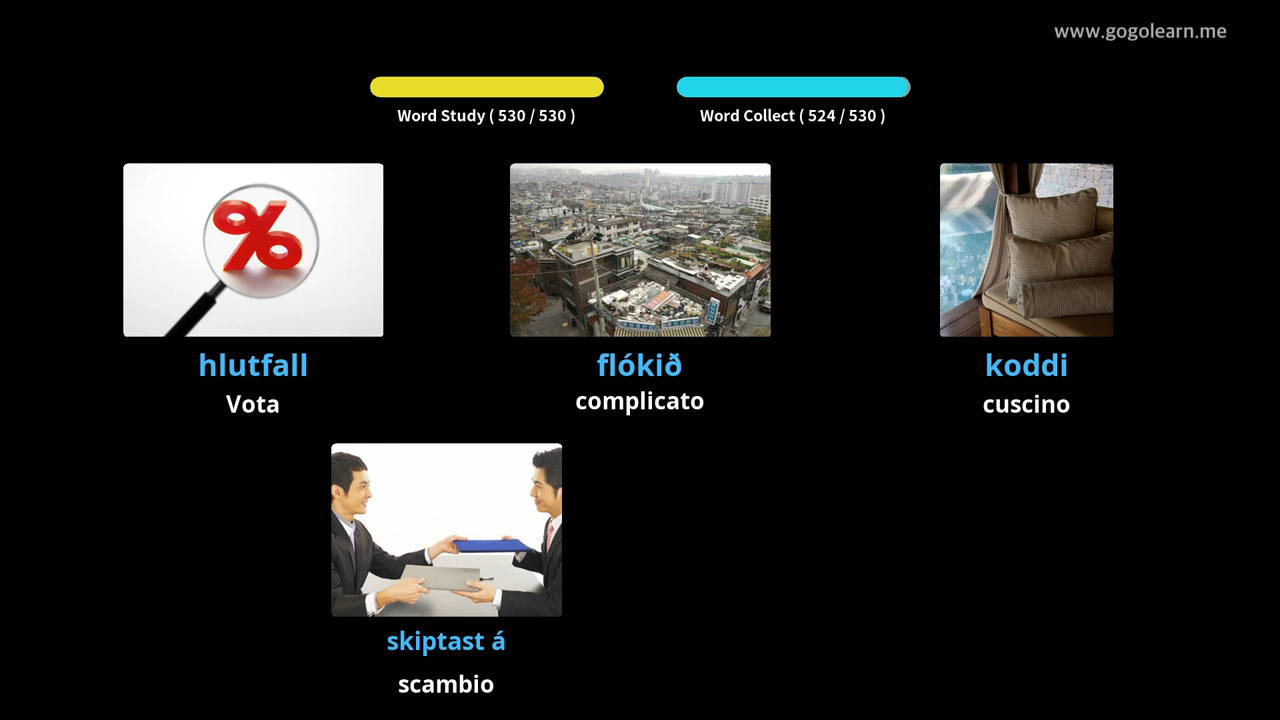 www.gogolearn.me
Word Study ( 530 / 530 )
Word Collect ( 524 / 530 )
%
hlutfall
flókið
koddi
Vota
complicato
cuscino
skiptast á
scambio